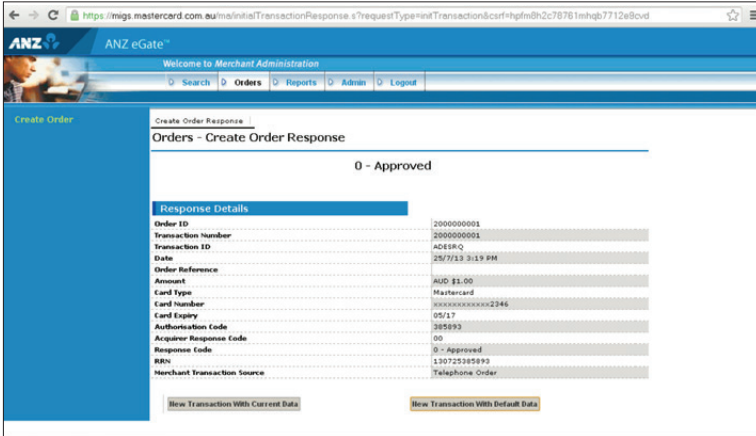 https://migs.mastercard.com.au/ma/initialTransactionResponse.s?requestType=initTransaction&csrf=hpfm8h2c78761mhqb7712e8cvd
ANZ
ANZ eGate™
Welcome to Merchant Administration
Search Orders Reports Admin Logout
Create Order
Create Order Response
Orders - Create Order Response
0 - Approved
Response Details
Order ID 2000000001
Transaction Number 2000000001
Transaction ID ADESRQ
Date 25/7/13 3:19 PM
Order Reference
Amount AUD $1.00
Card Type Mastercard
Card Number xxxxxxxxxxxx2346
Card Expiry 05/17
Authorisation Code 385893
Acquirer Response Code 00
Response Code 0 - Approved
RRN 130725385893
Merchant Transaction Source Telephone Order
New Transaction With Current Data New Transaction With Default Data